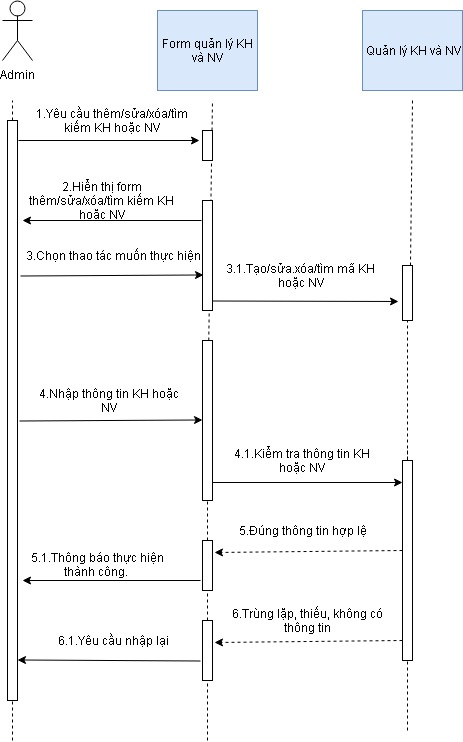 Form quản lý KH
và NV
Quản lý KH và NV
Admin
1.Yêu cầu thêm/sửa/xóa/tìm
kiếm KH hoặc NV
2.Hiển thị form
thêm/sửa/xóa/tìm kiếm KH
hoặc NV
3.Chọn thao tác muốn thực hiện
3.1.Tạo/sửa.xóa/tìm mã KH
hoặc NV
4.Nhập thông tin KH hoặc
NV
4.1.Kiểm tra thông tin KH
hoặc NV
5.Đúng thông tin hợp lệ
5.1.Thông báo thực hiện
thành công.
6.Trùng lặp, thiếu, không có
thông tin
6.1.Yêu cầu nhập lại